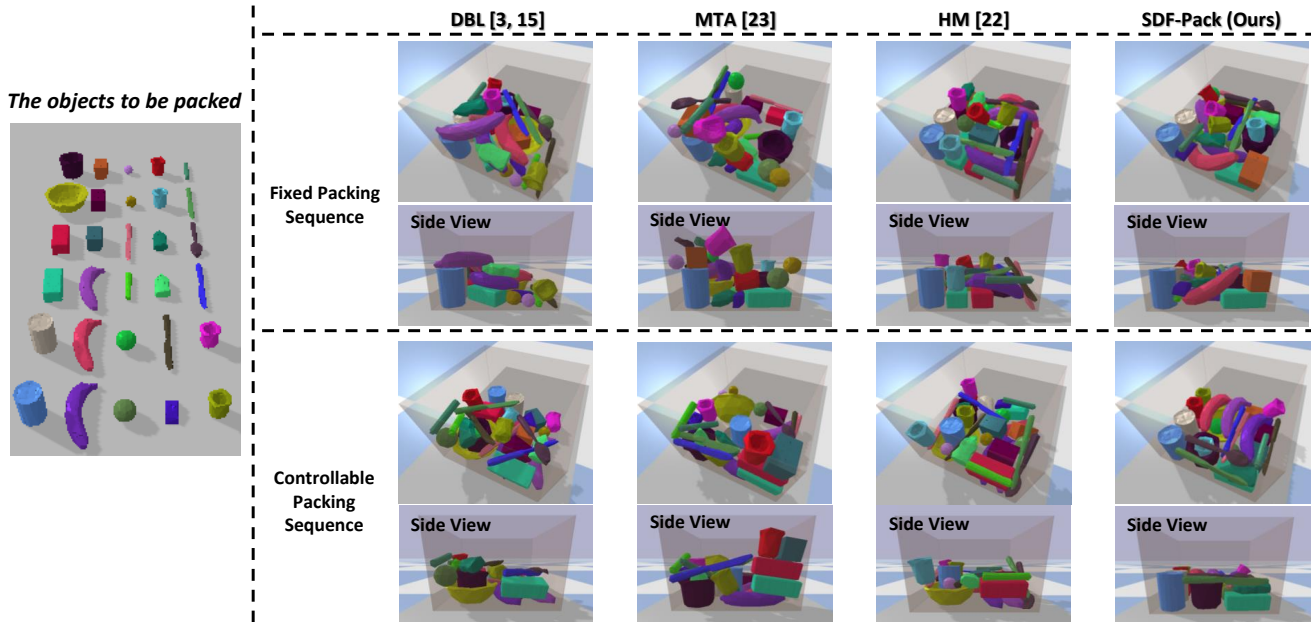 DBL [3, 15]
MTA [23]
HM [22]
SDF-Pack (Ours)
The objects to be packed
Fixed Packing
Sequence
Side View
Side View
Side View
Side View
Controllable
Packing
Sequence
Side View
Side View
Side View
Side View